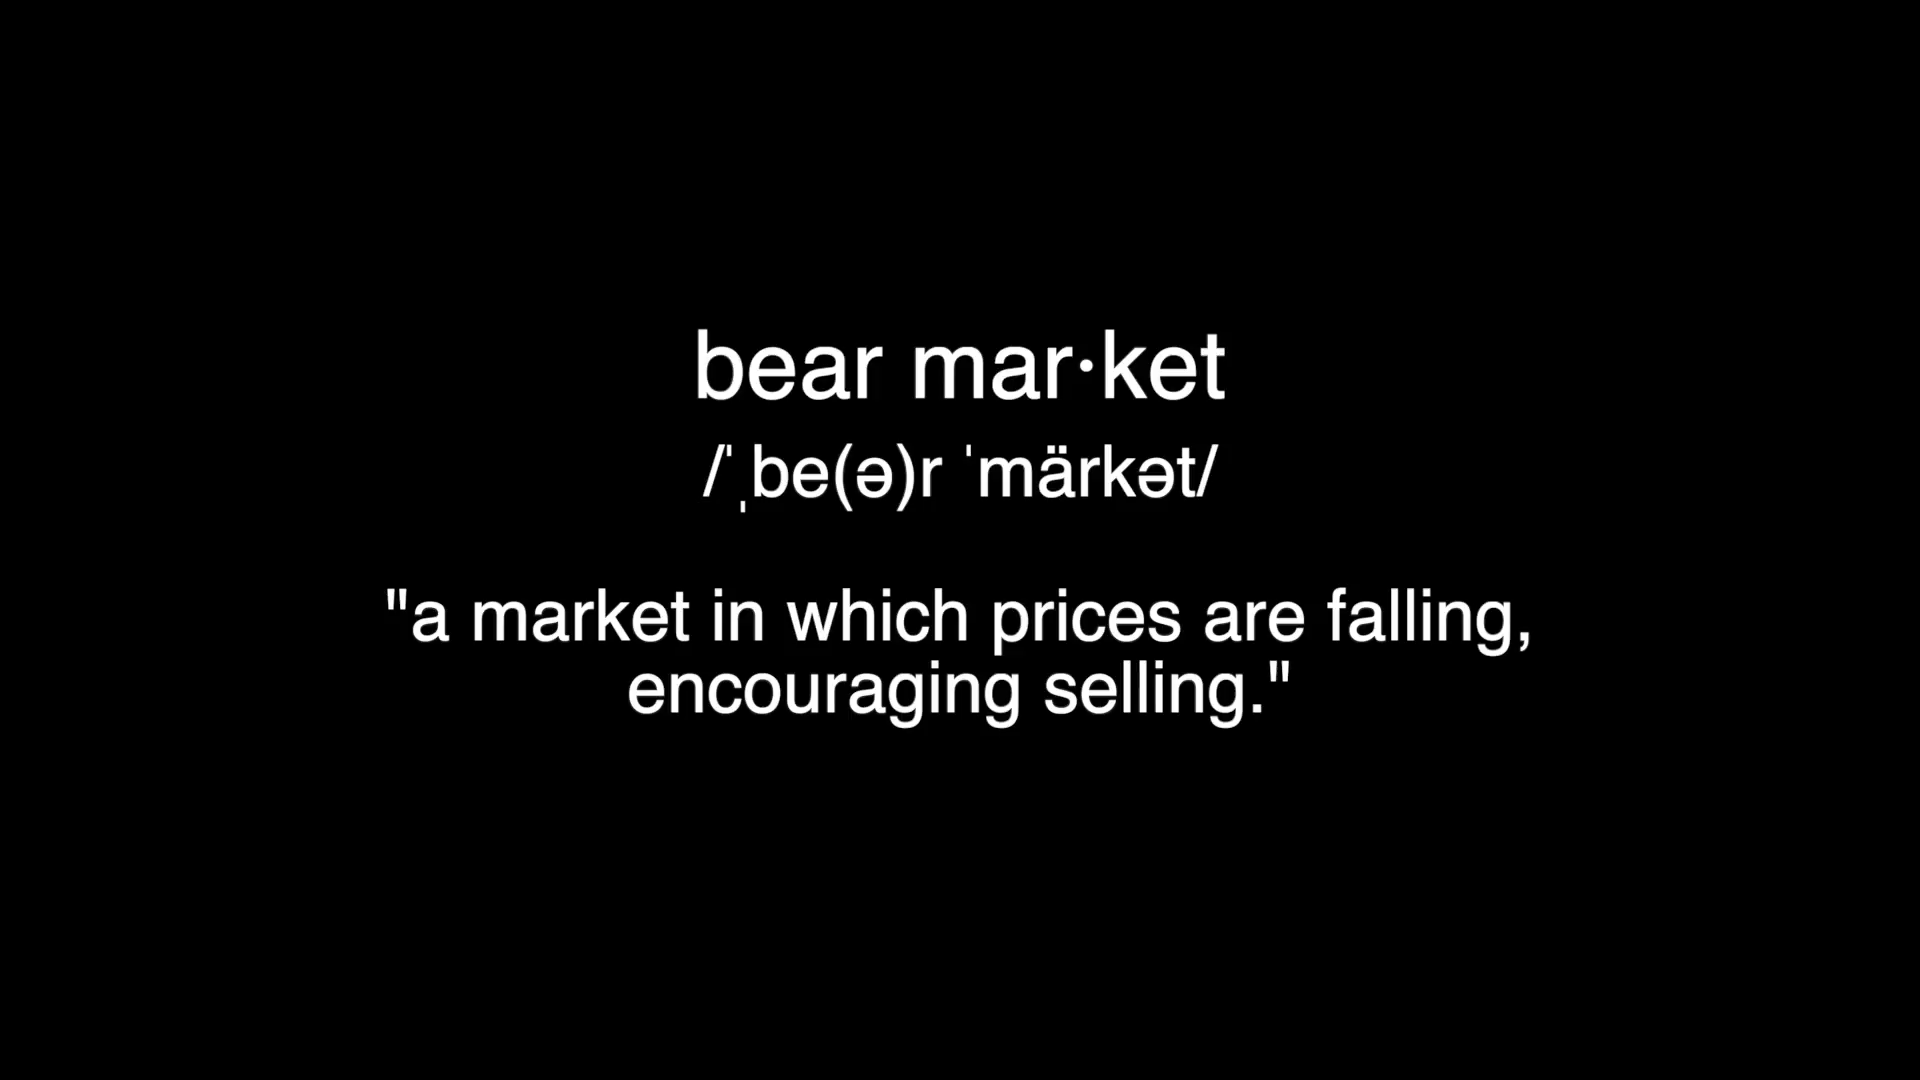 bear mar·ket
/ˈˌbe(ə)r ˈmärkət/
"a market in which prices are falling,
encouraging selling."